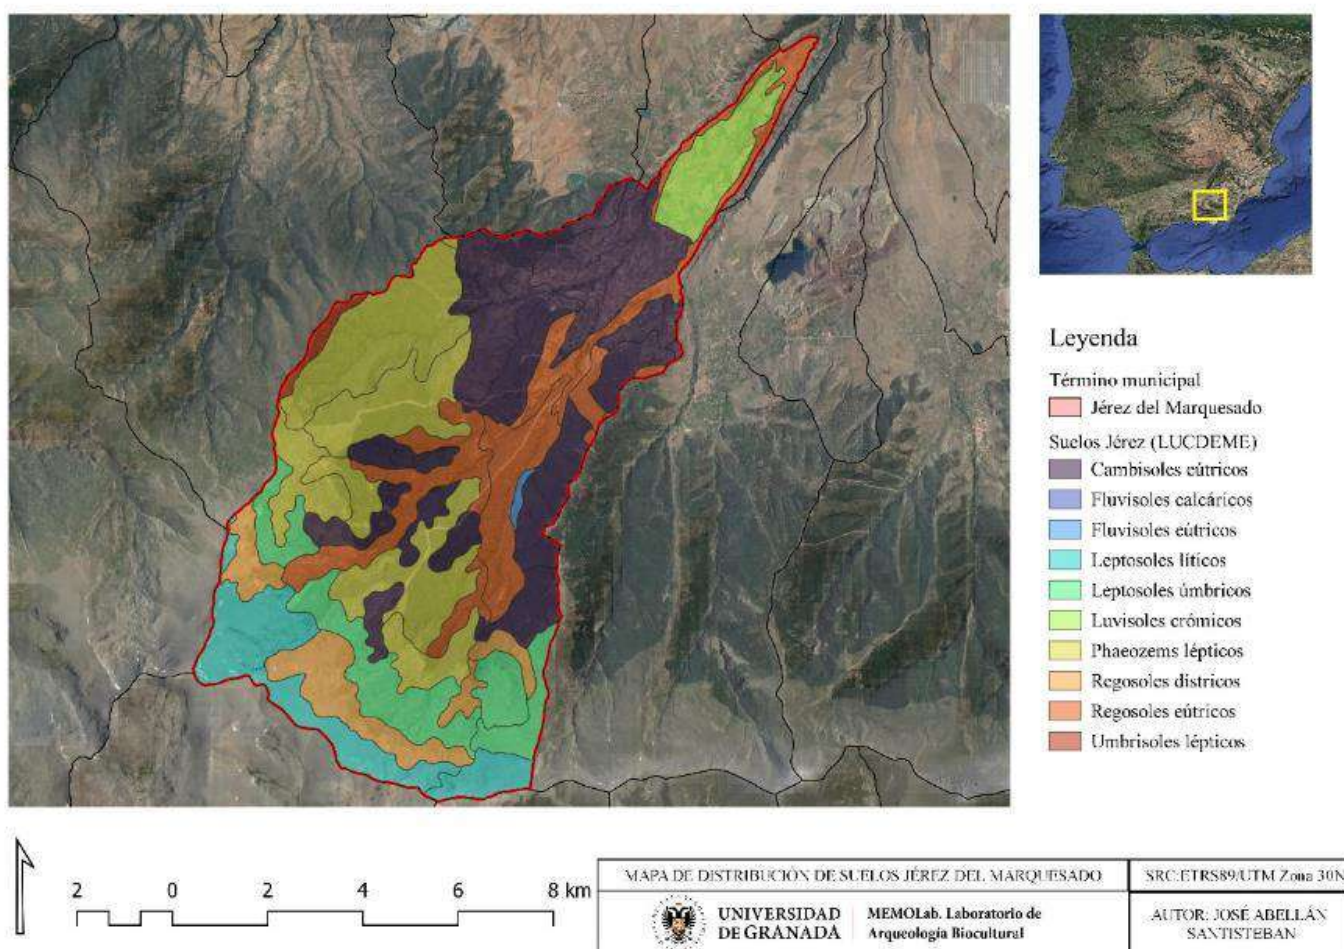 Leyenda
Término municipal
Jérez del Marquesado
Suelos Jérez (LUCDEME)
Cambisoles eútricos
Fluvisoles calcáricos
Fluvisoles eútricos
Leptosoles líticos
Leptosoles úmbricos
Luvisoles crómicos
Phaeozems lépticos
Regosoles dístricos
Regosoles eútricos
Umbrisoles lépticos
2 0 2 4 6 8 km
MAPA DE DISTRIBUCIÓN DE SUELOS JÉREZ DEL MARQUESADO
SRC:ETRS89/UTM Zona 30N
UNIVERSIDAD
DE GRANADA
MEMOLab. Laboratorio de
Arqueología Biocultural
AUTOR: JOSÉ ABELLÁN
SANTISTEBAN